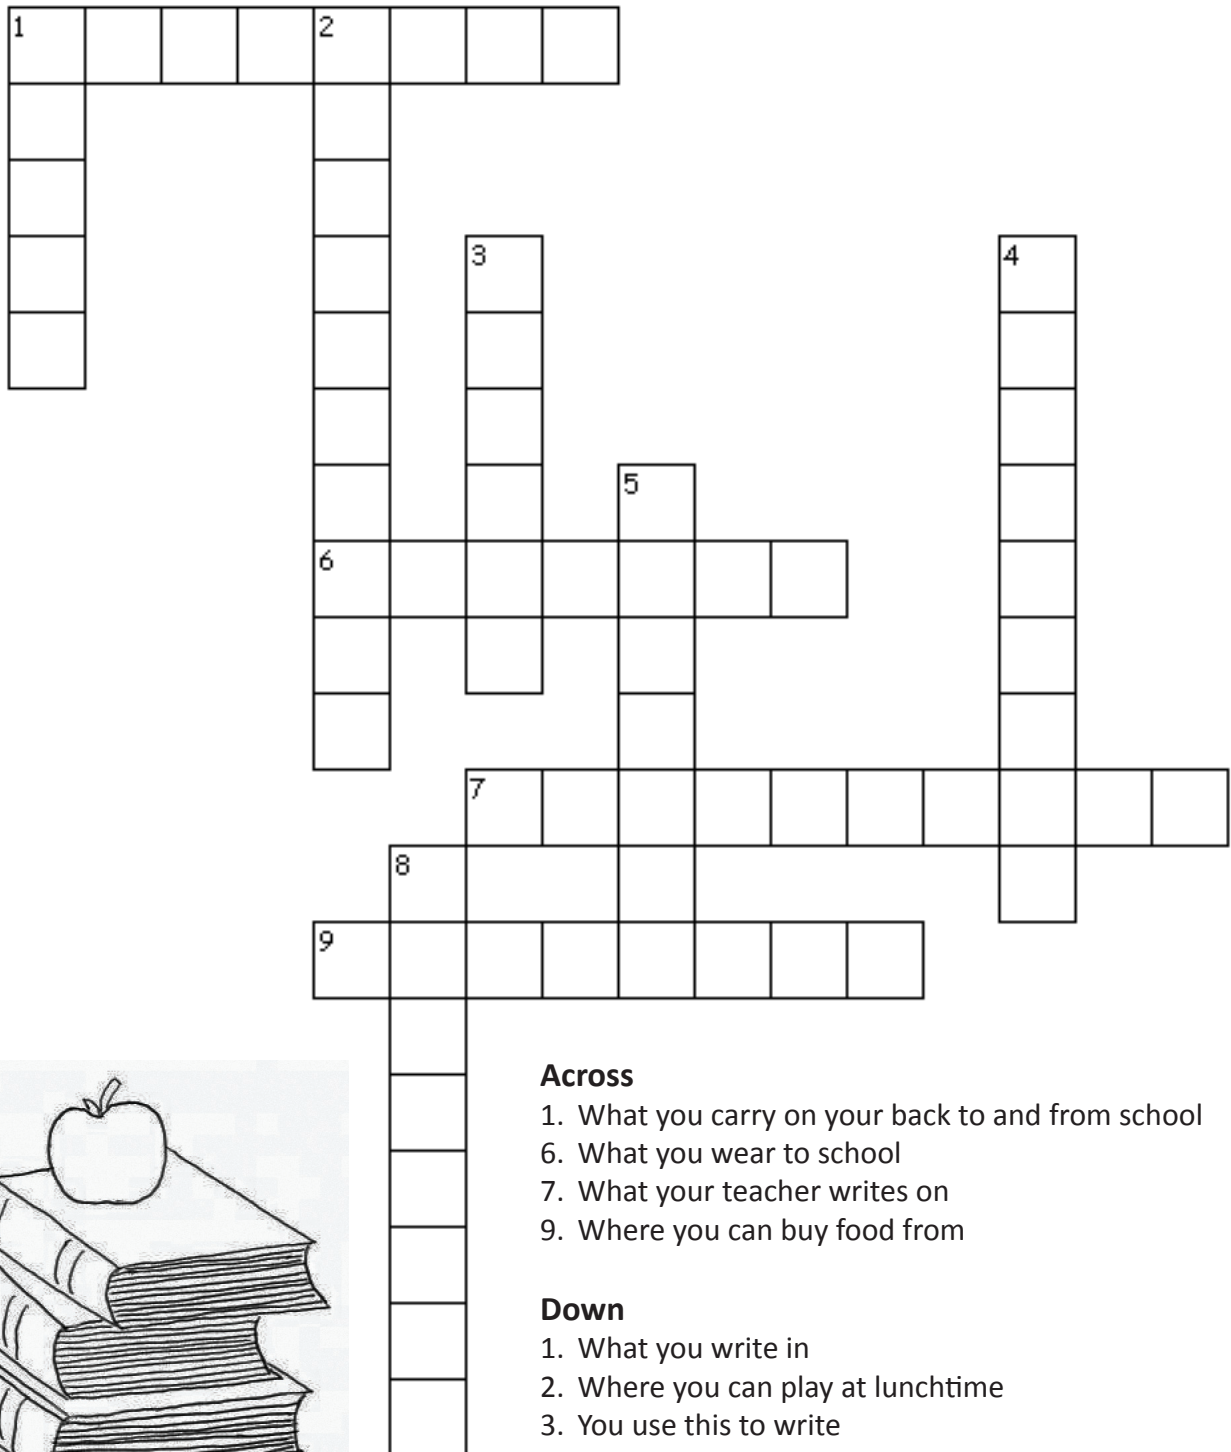 1
2
3
4
5
6
7
8
9
Across
1. What you carry on your back to and from school
6. What you wear to school
7. What your teacher writes on
9. Where you can buy food from
Down
1. What you write in
2. Where you can play at lunchtime
3. You use this to write